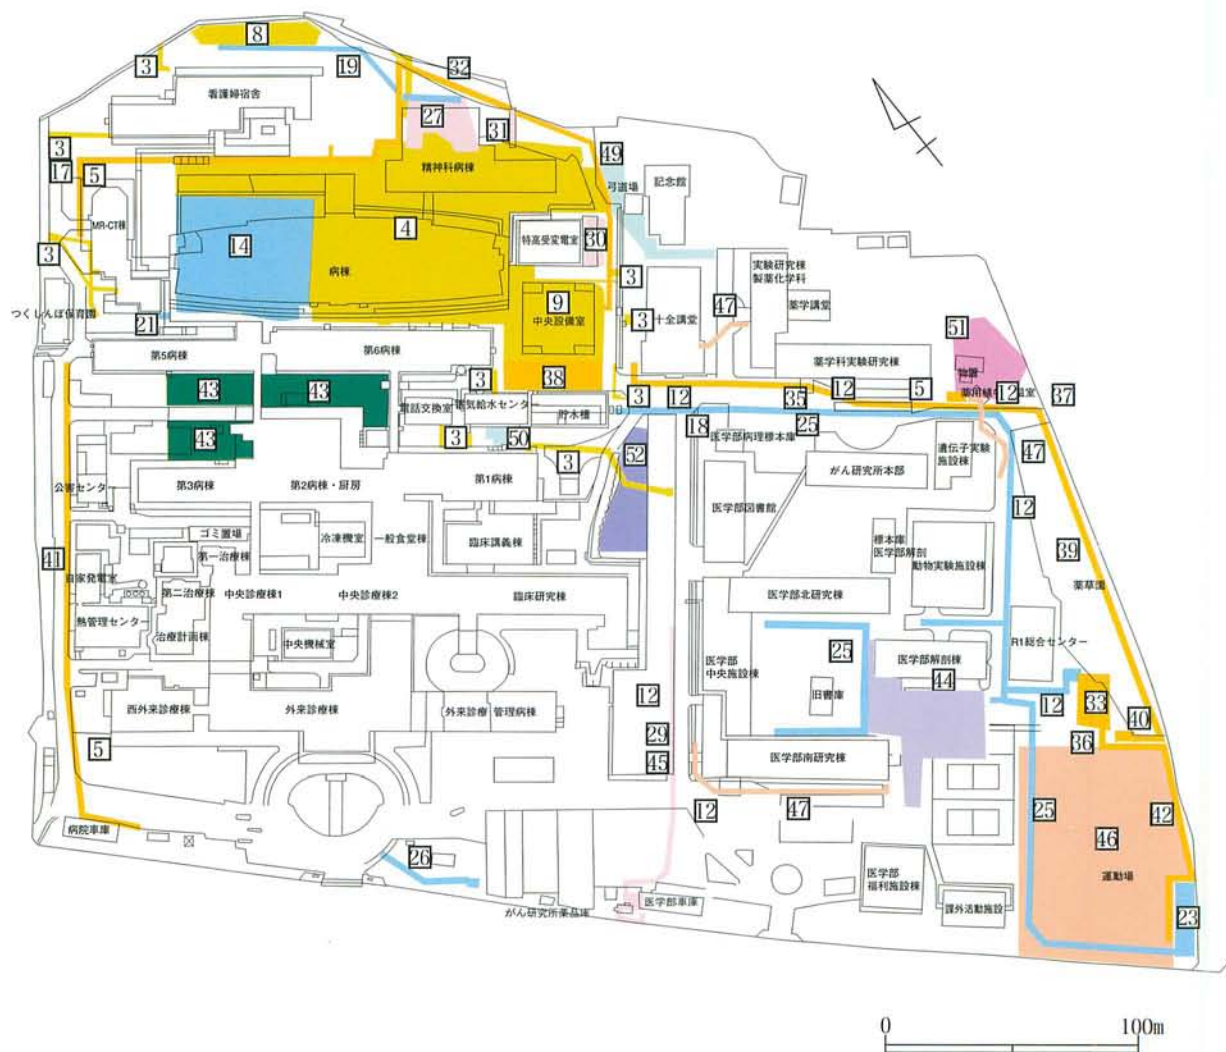 8
3
19
32
看護婦宿舎
27
31
3
49
17
5
精神科病棟
弓道場
記念館
MR-CT棟
14
4
特高受変電室
30
3
病棟
3
実験研究棟
製薬化学科
9
47
薬学講堂
つくしんぼ保育園
21
中央設備室
3
十全講堂
51
第5病棟
第6病棟
薬学科実験研究棟
物置
43
43
3
38
3
12
35
12
5
12
37
電話交換室
貯水槽
18
25
43
3
50
52
医学部病理標本庫
47
3
遺伝子実験
施設棟
公害センター
第3病棟
第2病棟・厨房
第1病棟
がん研究所本部
医学部図書館
12
ゴミ置場
冷凍機室
一般食堂棟
臨床講義棟
標本庫
医学部解剖
39
41
第一治療棟
動物実験施設棟
自家発電室
第二治療棟
中央診療棟1
中央診療棟2
臨床研究棟
医学部北研究棟
薬草園
熱管理センター
治療計画棟
中央機械室
R1総合センター
25
医学部
中央施設棟
医学部解剖棟
44
12
旧書庫
12
33
西外来診療棟
外来診療棟
外来診療
管理病棟
40
5
29
36
45
医学部南研究棟
12
47
25
42
病院車庫
46
26
運動場
医学部
福利施設棟
23
がん研究所薬品庫
医学部車庫
課外活動施設
0
100m